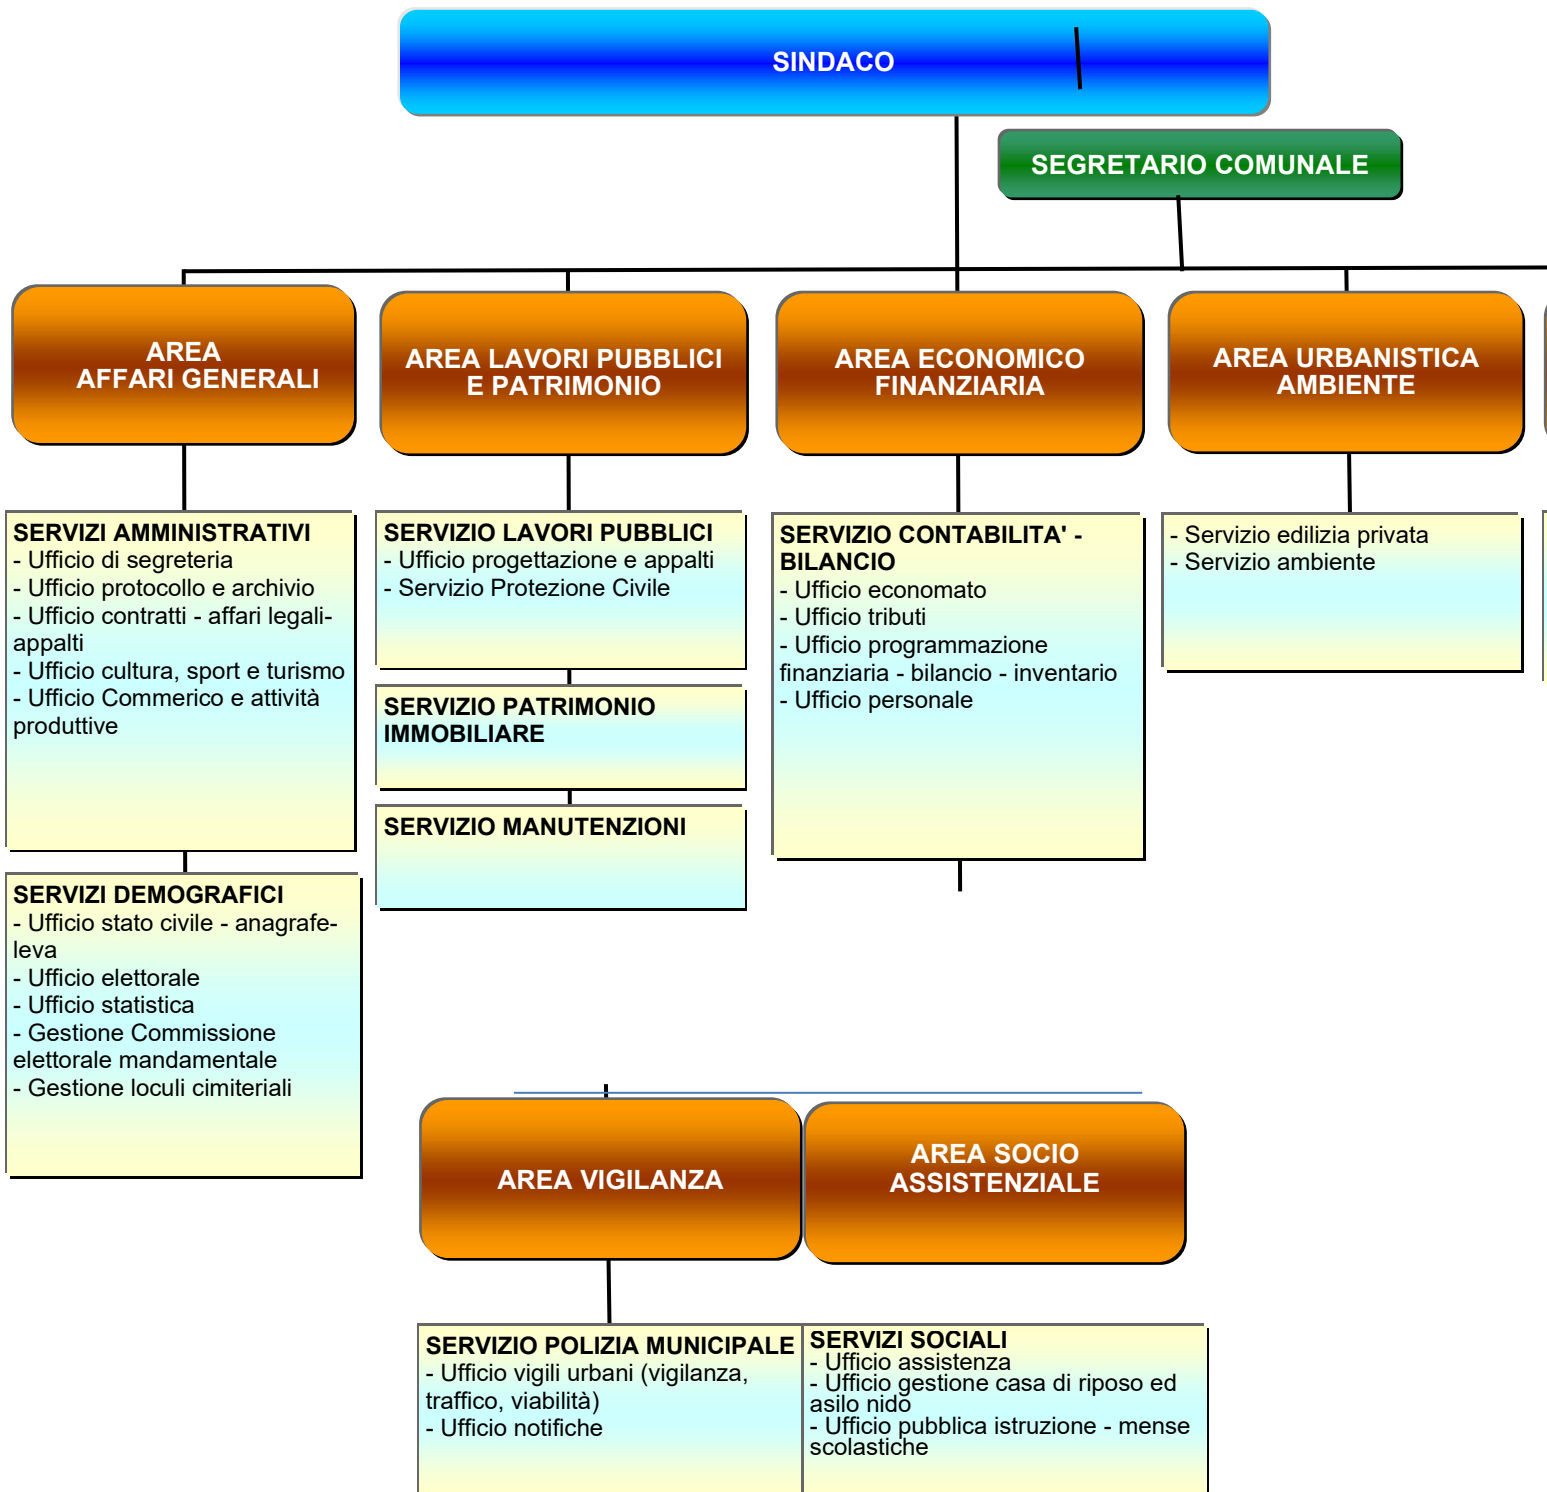 SINDACO
SEGRETARIO COMUNALE
AREA
AFFARI GENERALI
AREA LAVORI PUBBLICI
E PATRIMONIO
AREA ECONOMICO
FINANZIARIA
AREA URBANISTICA
AMBIENTE
SERVIZI AMMINISTRATIVI
- Ufficio di segreteria
- Ufficio protocollo e archivio
- Ufficio contratti - affari legali-
appalti
- Ufficio cultura, sport e turismo
- Ufficio Commerico e attività
produttive
SERVIZI DEMOGRAFICI
- Ufficio stato civile - anagrafe-
leva
- Ufficio elettorale
- Ufficio statistica
- Gestione Commissione
elettorale mandamentale
- Gestione loculi cimiteriali
SERVIZIO LAVORI PUBBLICI
- Ufficio progettazione e appalti
- Servizio Protezione Civile
SERVIZIO PATRIMONIO
IMMOBILIARE
SERVIZIO MANUTENZIONI
SERVIZIO CONTABILITA' -
BILANCIO
- Ufficio economato
- Ufficio tributi
- Ufficio programmazione
finanziaria - bilancio - inventario
- Ufficio personale
- Servizio edilizia privata
- Servizio ambiente
AREA VIGILANZA
AREA SOCIO
ASSISTENZIALE
SERVIZIO POLIZIA MUNICIPALE
- Ufficio vigili urbani (vigilanza,
traffico, viabilità)
- Ufficio notifiche
SERVIZI SOCIALI
- Ufficio assistenza
- Ufficio gestione casa di riposo ed
asilo nido
- Ufficio pubblica istruzione - mense
scolastiche